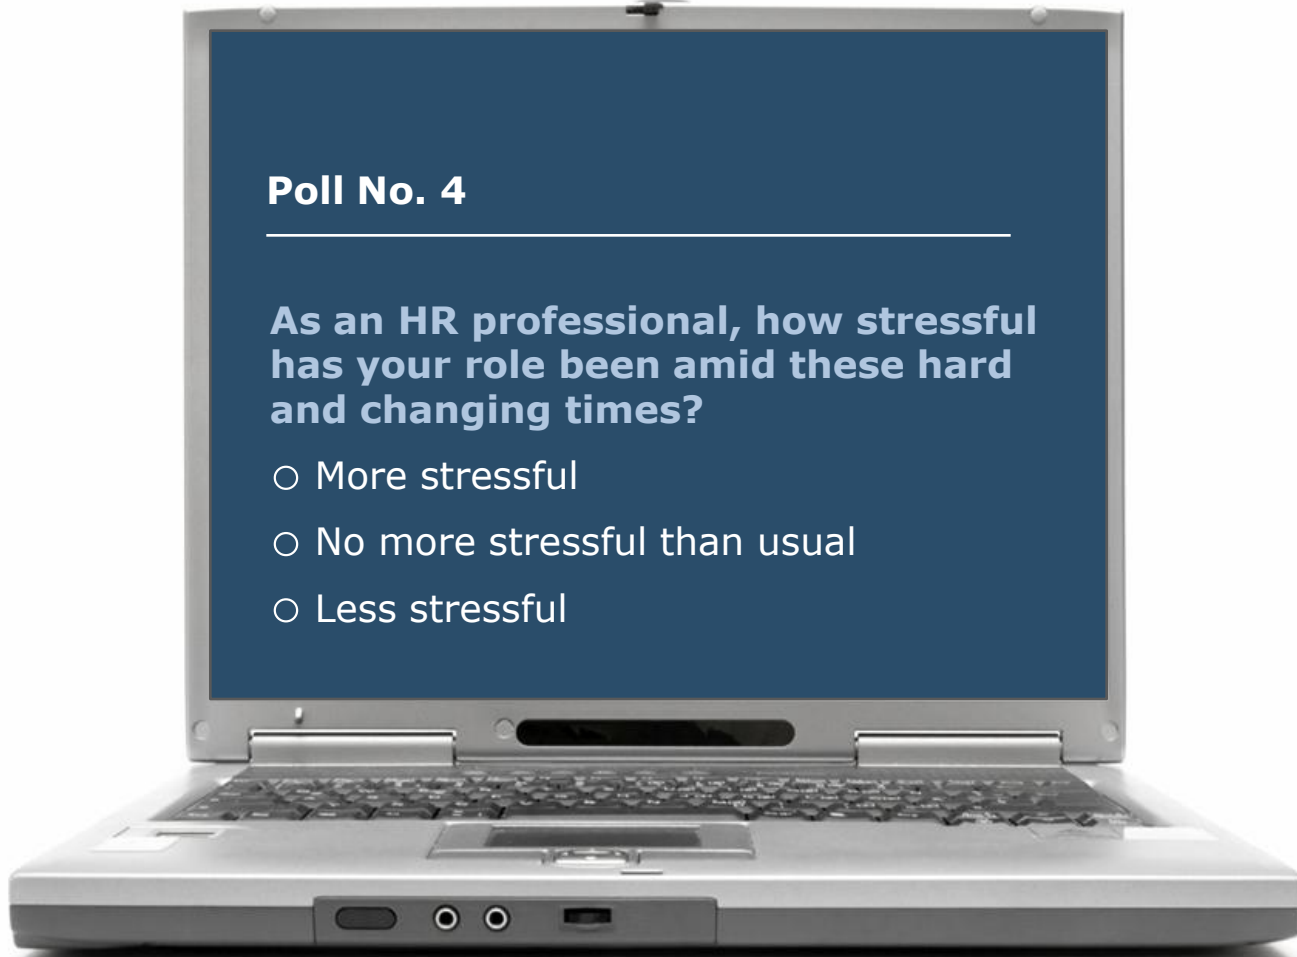 Poll No. 4
As an HR professional, how stressful
has your role been amid these hard
and changing times?
○ More stressful
○ No more stressful than usual
○ Less stressful